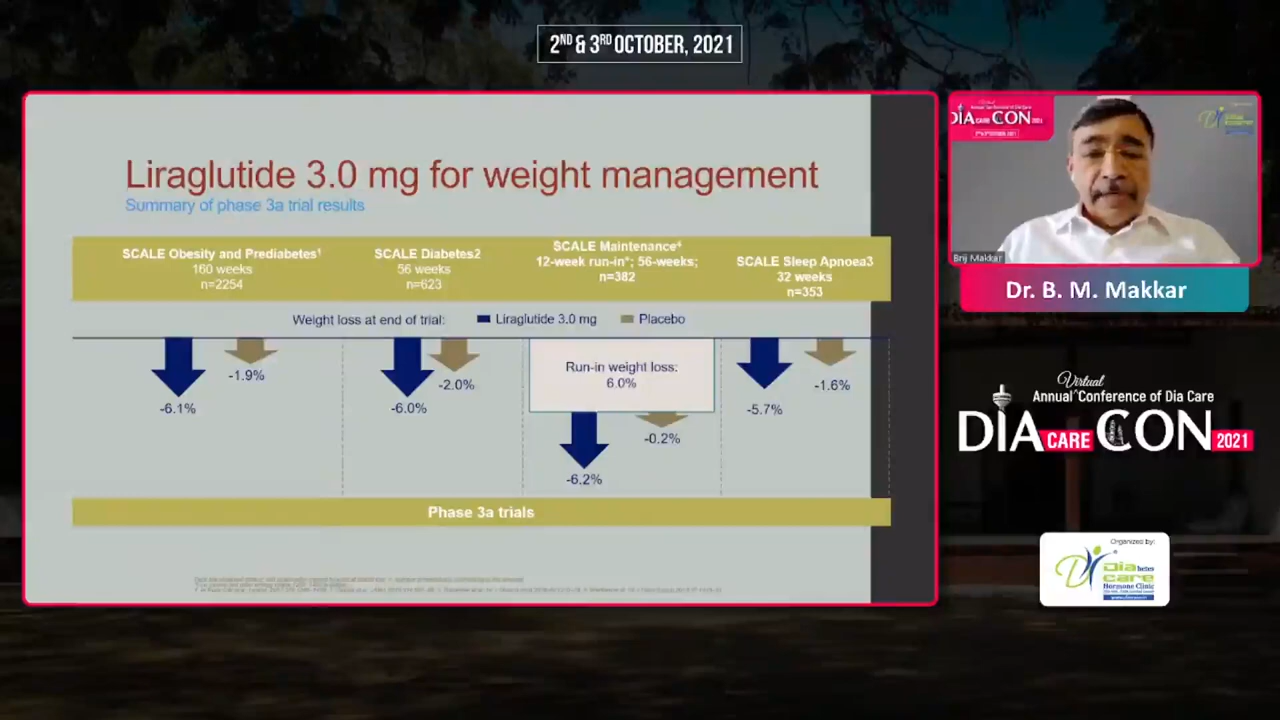 2ND & 3RD OCTOBER, 2021
Liraglutide 3.0 mg for weight management
Summary of phase 3a trial results
SCALE Obesity and Prediabetes¹
160 weeks
n=2254
SCALE Diabetes2
56 weeks
n=623
SCALE Maintenance⁴
12-week run-in*; 56-weeks;
n=382
SCALE Sleep Apnoea3
32 weeks
n=353
Weight loss at end of trial:
Liraglutide 3.0 mg
Placebo
-6.1%
-1.9%
-6.0%
-2.0%
Run-in weight loss:
6.0%
-6.2%
-0.2%
-5.7%
-1.6%
Phase 3a trials
Virtual
DIA CARE CON 2021
Brij Makkar
Dr. B. M. Makkar
Virtual
Annual ^ Conference of Dia Care
DIA CARE CON 2021
Organized by:
Diabetes
care
Hormone Clinic